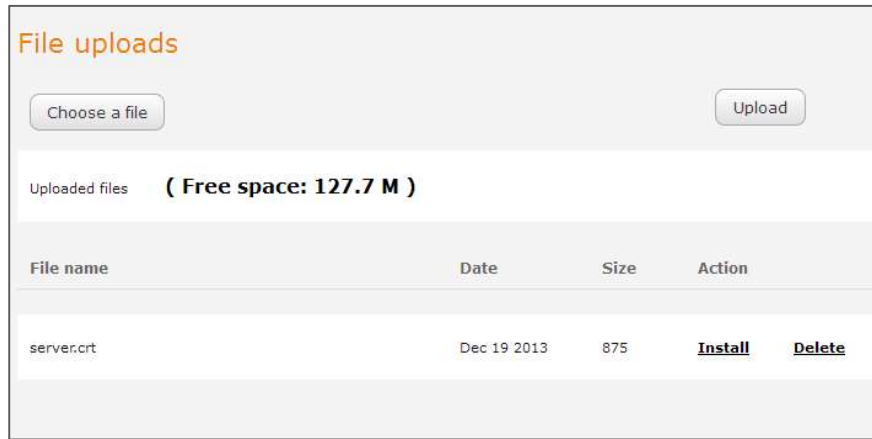 File uploads
Choose a file Upload
Uploaded files ( Free space: 127.7 M )
File name Date Size Action
server.crt Dec 19 2013 875 Install Delete